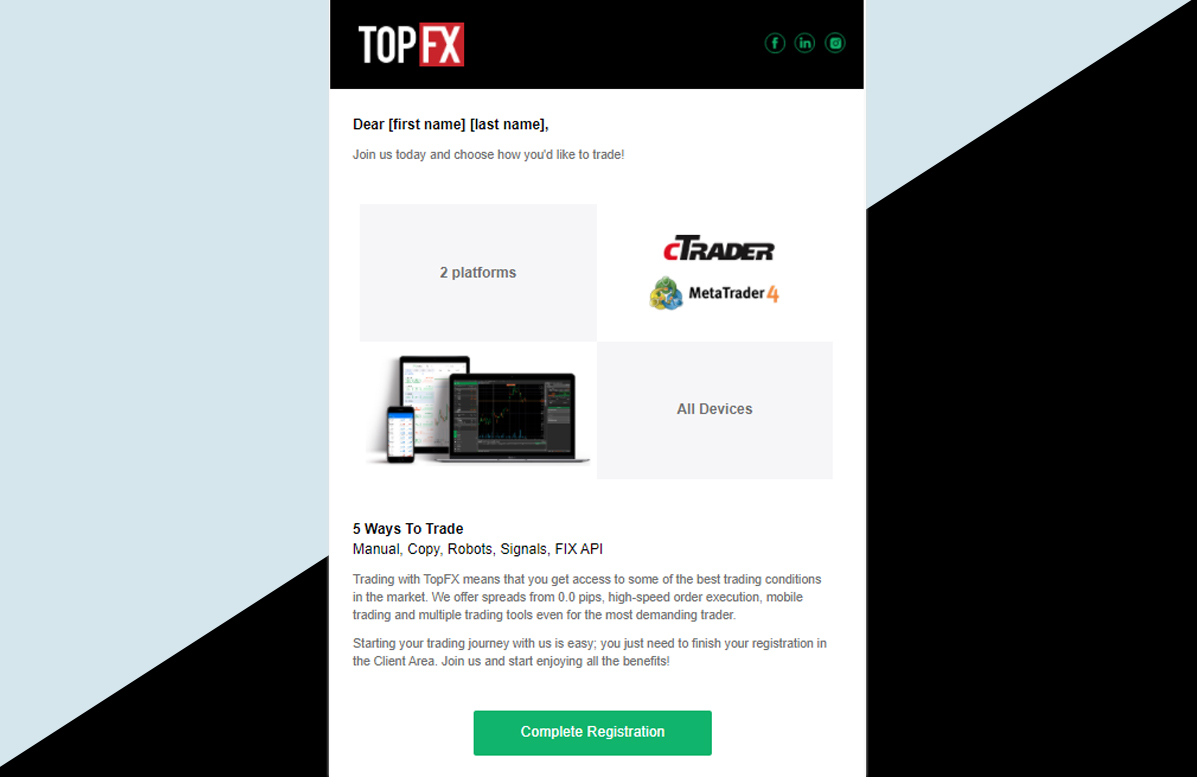 TOPFX
Dear [first name] [last name],
Join us today and choose how you'd like to trade!
2 platforms
cTRADER
MetaTrader 4
All Devices
5 Ways To Trade
Manual, Copy, Robots, Signals, FIX API
Trading with TopFX means that you get access to some of the best trading conditions
in the market. We offer spreads from 0.0 pips, high-speed order execution, mobile
trading and multiple trading tools even for the most demanding trader.
Starting your trading journey with us is easy; you just need to finish your registration in
the Client Area. Join us and start enjoying all the benefits!
Complete Registration